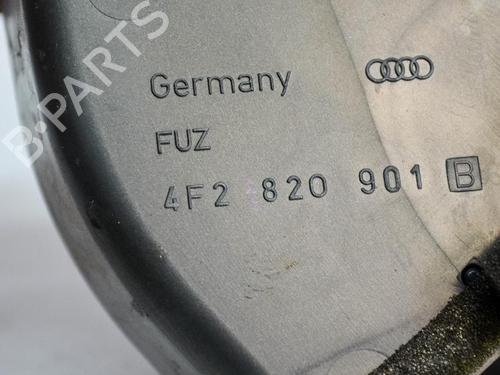 B-PARTS
Germany
FUZ
4F2 820 901 B